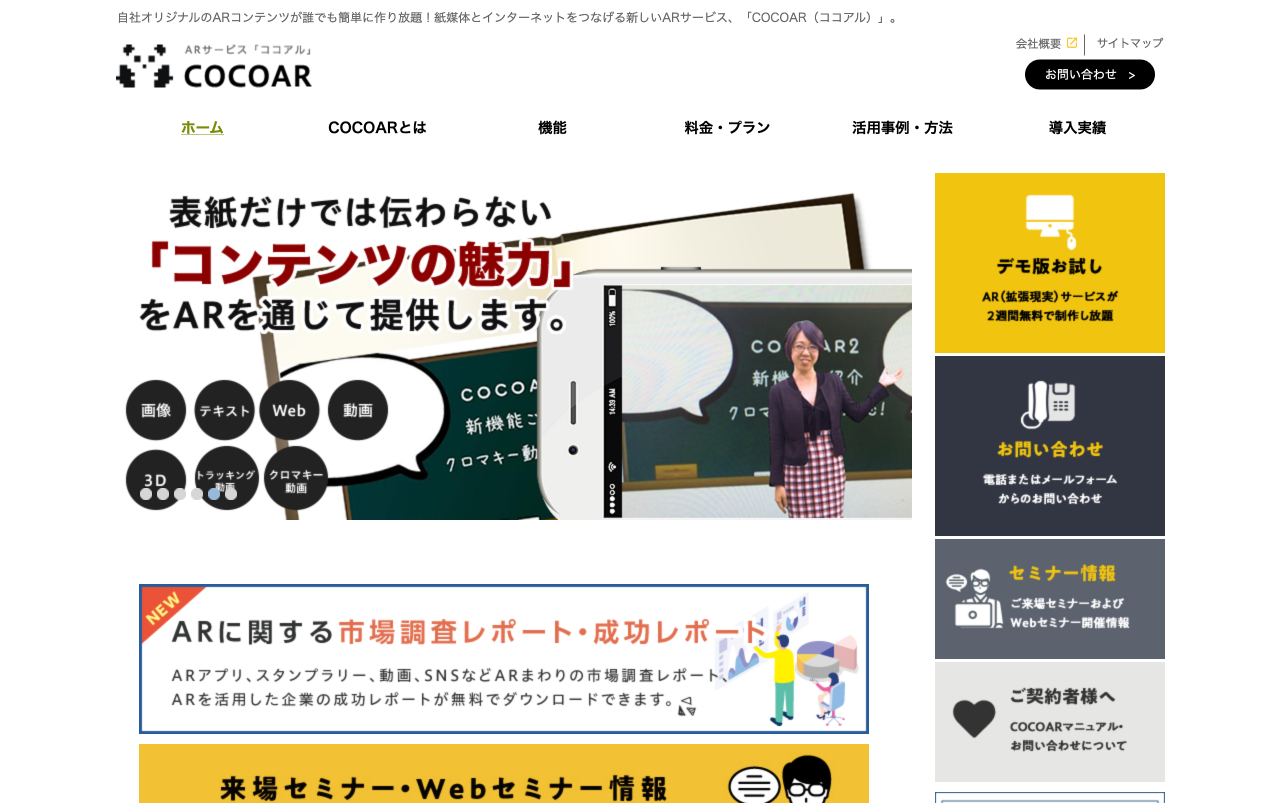 自社オリジナルのARコンテンツが誰でも簡単に作り放題！紙媒体とインターネットをつなげる新しいARサービス、「COCOAR（ココアル）」。
ARサービス「ココアル」
COCOAR
会社概要
サイトマップ
お問い合わせ >
ホーム
COCOARとは
機能
料金・プラン
活用事例・方法
導入実績
表紙だけでは伝わらない
「コンテンツの魅力」
をARを通じて提供します。
画像
テキスト
Web
動画
3D
トラッキング
動画
クロマキー
動画
COCOA
新機能ご
クロマキー動
100%
14:39 AM
COCOAR2
新機
紹介
クロマ
デモ版お試し
AR（拡張現実）サービスが
2週間無料で制作し放題
お問い合わせ
電話またはメールフォーム
からのお問い合わせ
セミナー情報
ご来場セミナーおよび
Webセミナー開催情報
ご契約者様へ
COCOARマニュアル・
お問い合わせについて
NEW
ARに関する市場調査レポート・成功レポート
ARアプリ、スタンプラリー、動画、SNSなどARまわりの市場調査レポート、
ARを活用した企業の成功レポートが無料でダウンロードできます。
来場セミナー・Webセミナー情報